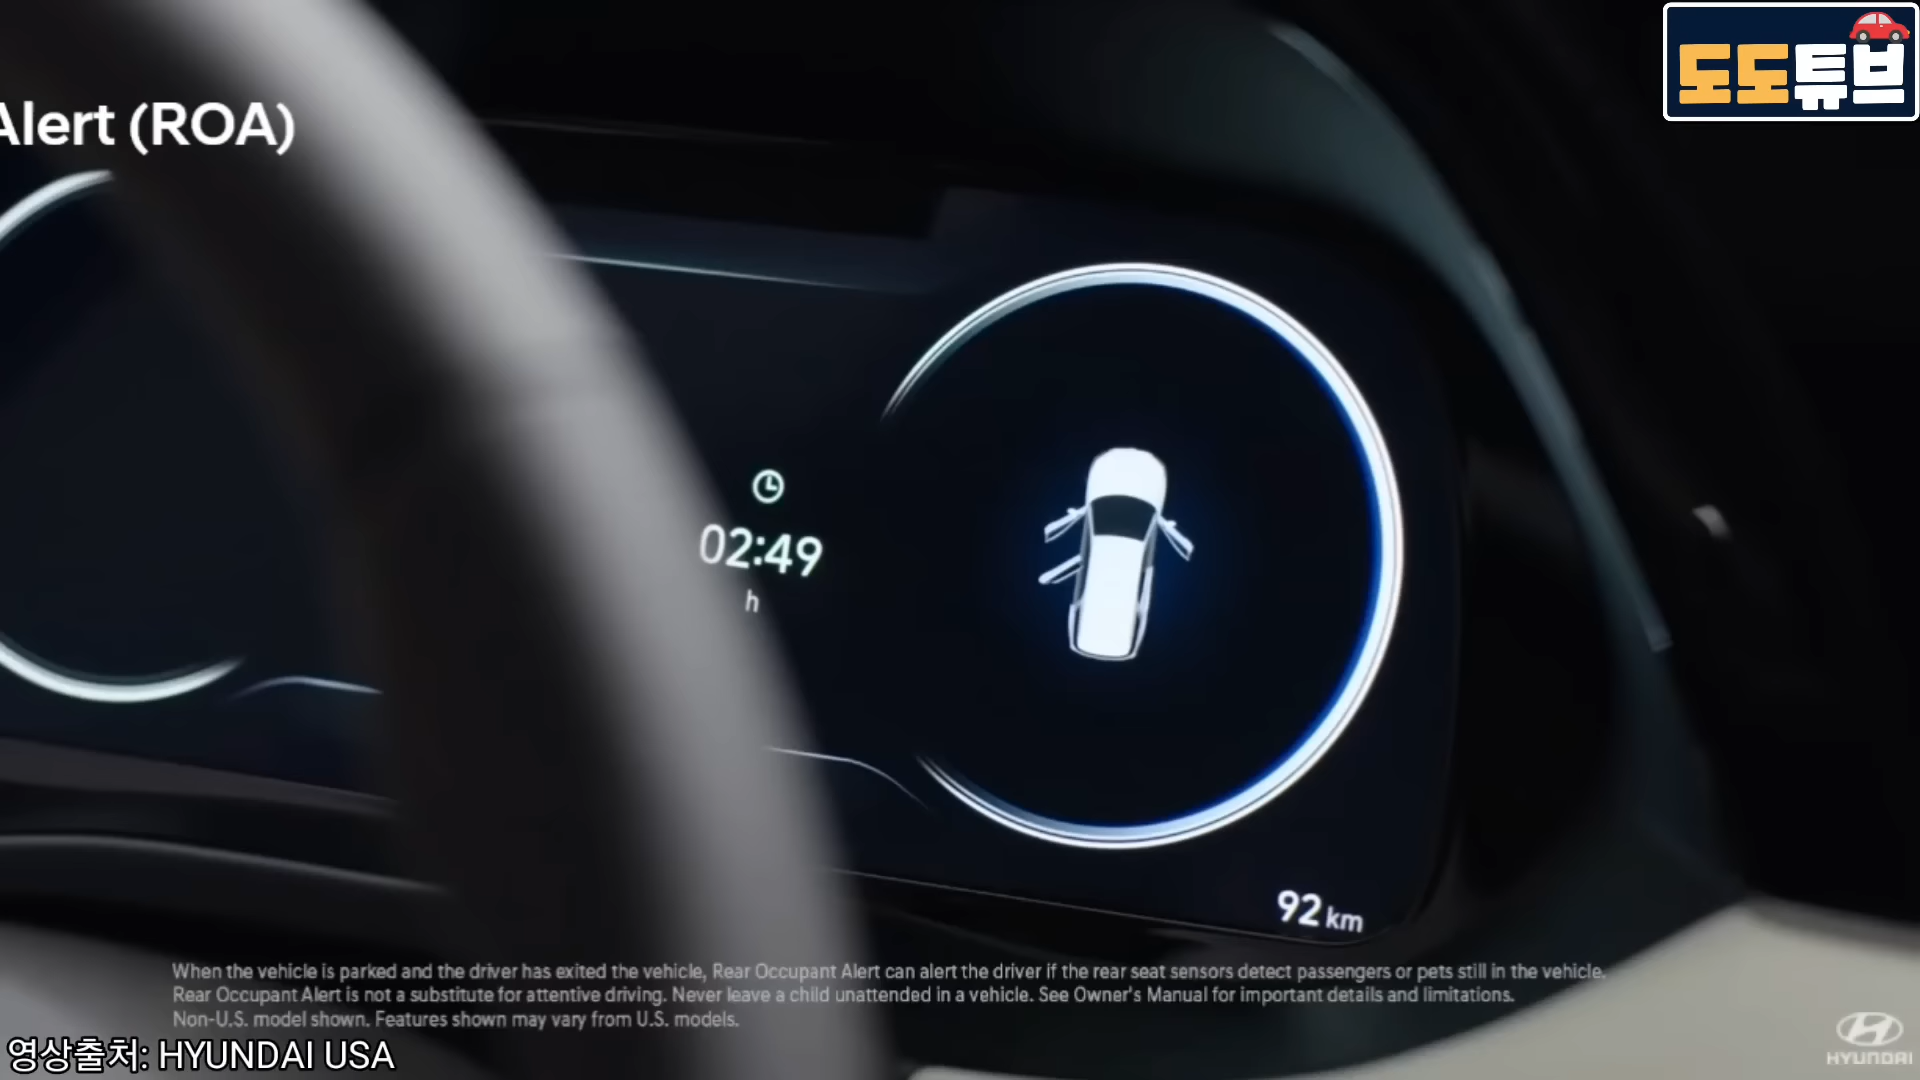 도도튜브
Alert (ROA)
02:49
h
92 km
When the vehicle is parked and the driver has exited the vehicle, Rear Occupant Alert can alert the driver if the rear seat sensors detect passengers or pets still in the vehicle.
Rear Occupant Alert is not a substitute for attentive driving. Never leave a child unattended in a vehicle. See Owner's Manual for important details and limitations.
Non-U.S. model shown. Features shown may vary from U.S. models.
영상출처: HYUNDAI USA
HYUNDAI